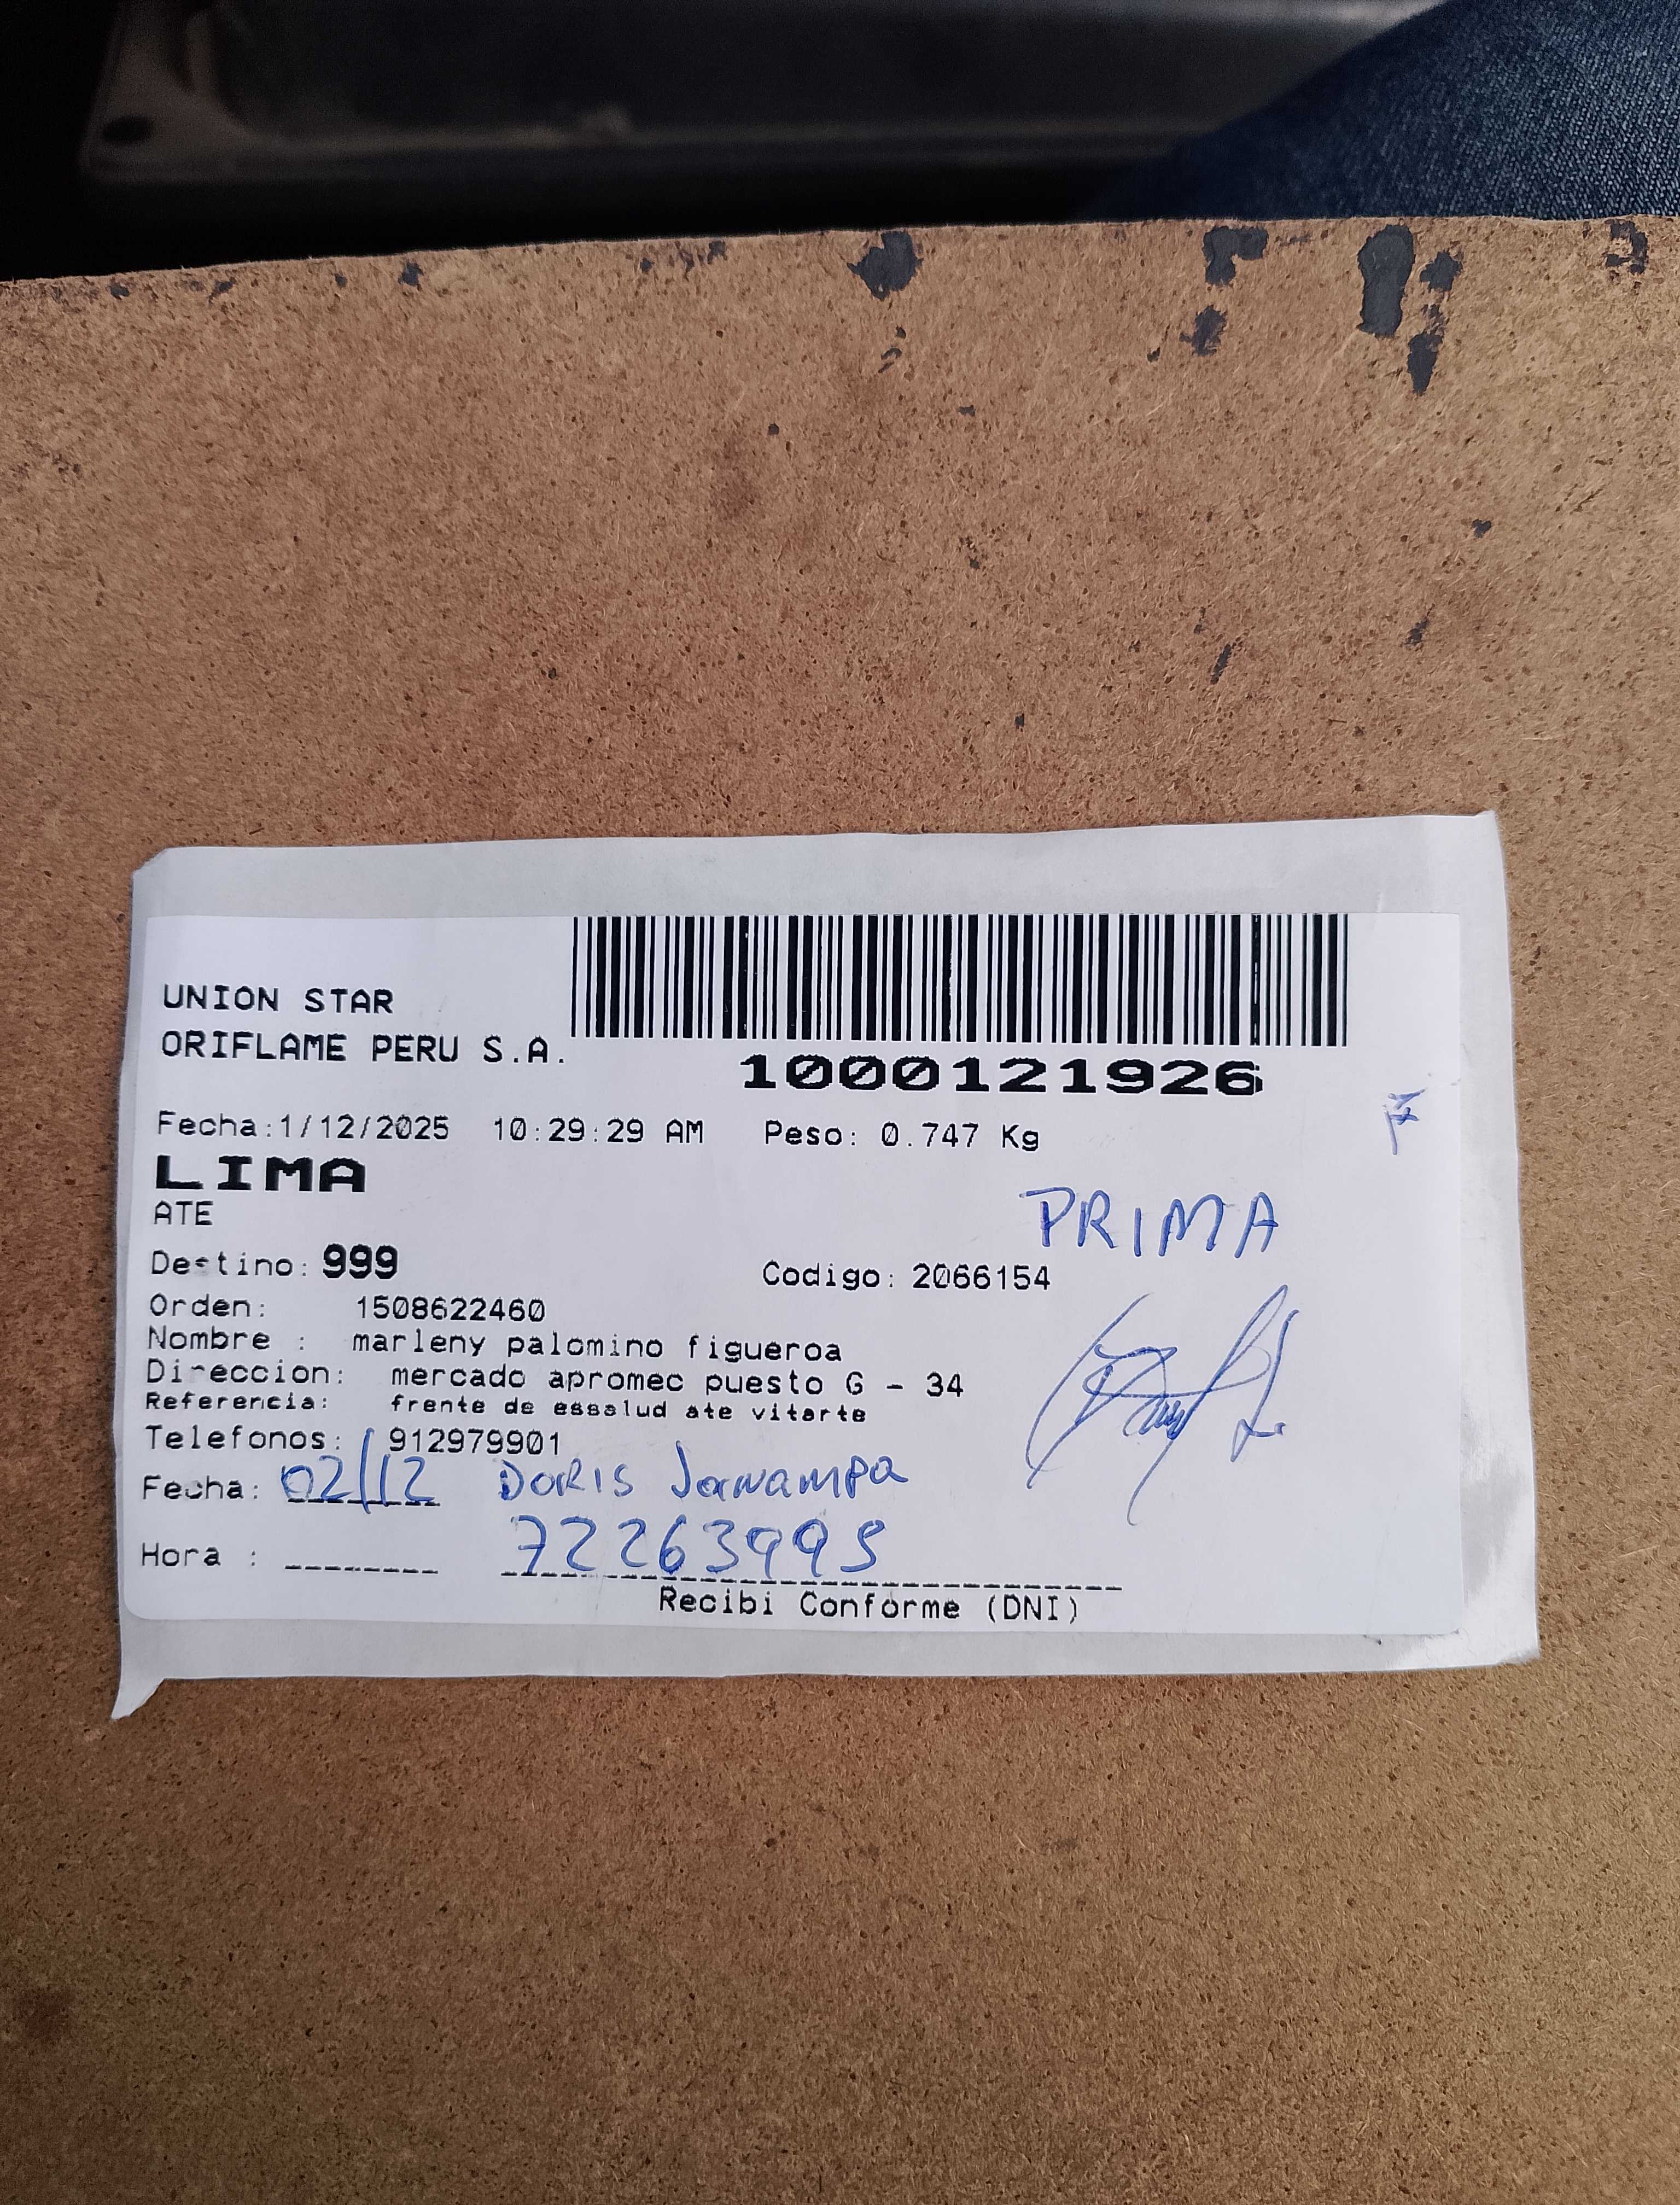 UNION STAR
ORIFLAME PERU S.A.
1000121926
Fecha:1/12/2025 10:29:29 AM Peso: 0.747 Kg
LIMA
ATE
PRIMA
Destino: 999 Codigo: 2066154
Orden: 1508622460
Nombre : marleny palomino figueroa
Direccion: mercado apromec puesto G - 34
Referencia: frente de essalud ate vitarte
Telefonos: 912979901
Fecha: 02/12 DORIS Jawampa
Hora : 72263995
Recibi Conforme (DNI)